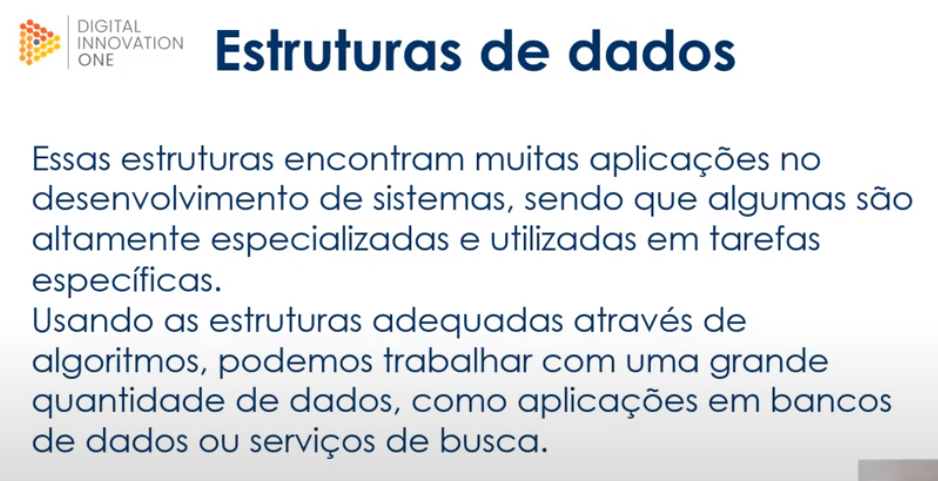 DIGITAL
INNOVATION
ONE
Estruturas de dados
Essas estruturas encontram muitas aplicações no
desenvolvimento de sistemas, sendo que algumas são
altamente especializadas e utilizadas em tarefas
específicas.
Usando as estruturas adequadas através de
algoritmos, podemos trabalhar com uma grande
quantidade de dados, como aplicações em bancos
de dados ou serviços de busca.